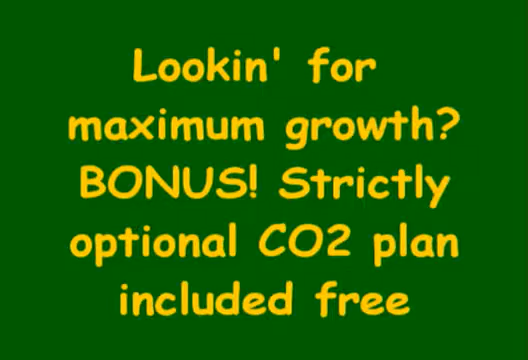 Lookin' for
maximum growth?
BONUS! Strictly
optional CO2 plan
included free